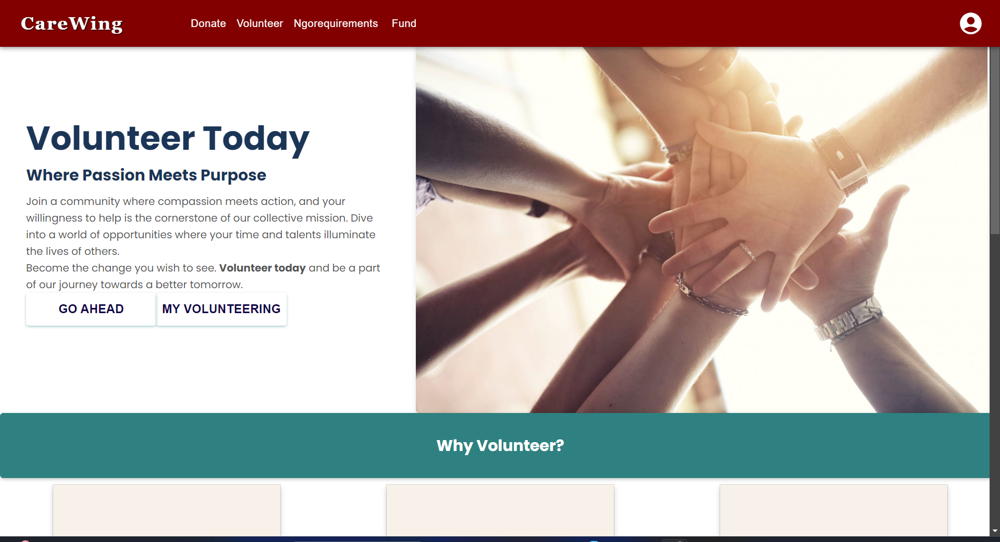 CareWing
Donate Volunteer Ngorequirements Fund
Volunteer Today
Where Passion Meets Purpose
Join a community where compassion meets action, and your
willingness to help is the cornerstone of our collective mission. Dive
into a world of opportunities where your time and talents illuminate
the lives of others.
Become the change you wish to see. Volunteer today and be a part
of our journey towards a better tomorrow.
GO AHEAD MY VOLUNTEERING
Why Volunteer?